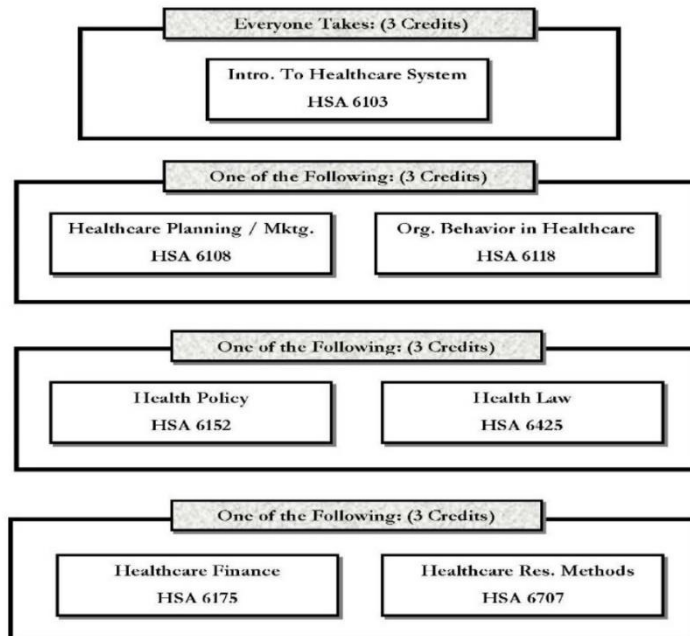 Everyone Takes: (3 Credits)
Intro. To Healthcare System
HSA 6103
One of the Following: (3 Credits)
Healthcare Planning / Mktg.
HSA 6108
Org. Behavior in Healthcare
HSA 6118
One of the Following: (3 Credits)
Health Policy
HSA 6152
Health Law
HSA 6425
One of the Following: (3 Credits)
Healthcare Finance
HSA 6175
Healthcare Res. Methods
HSA 6707